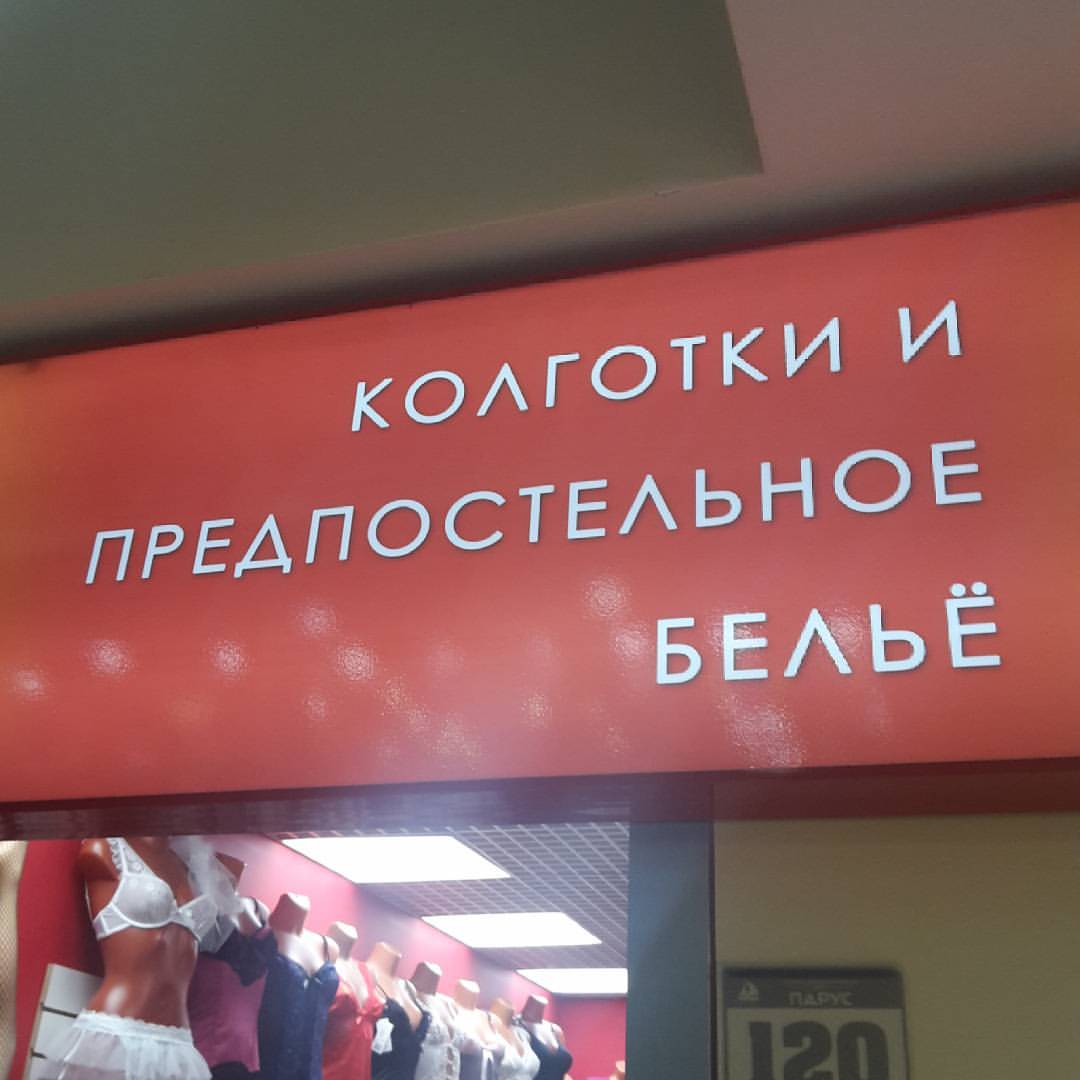 КОЛГОТКИ И
ПРЕДПОСТЕЛЬНОЕ
БЕЛЬЁ
ПАРУС
120